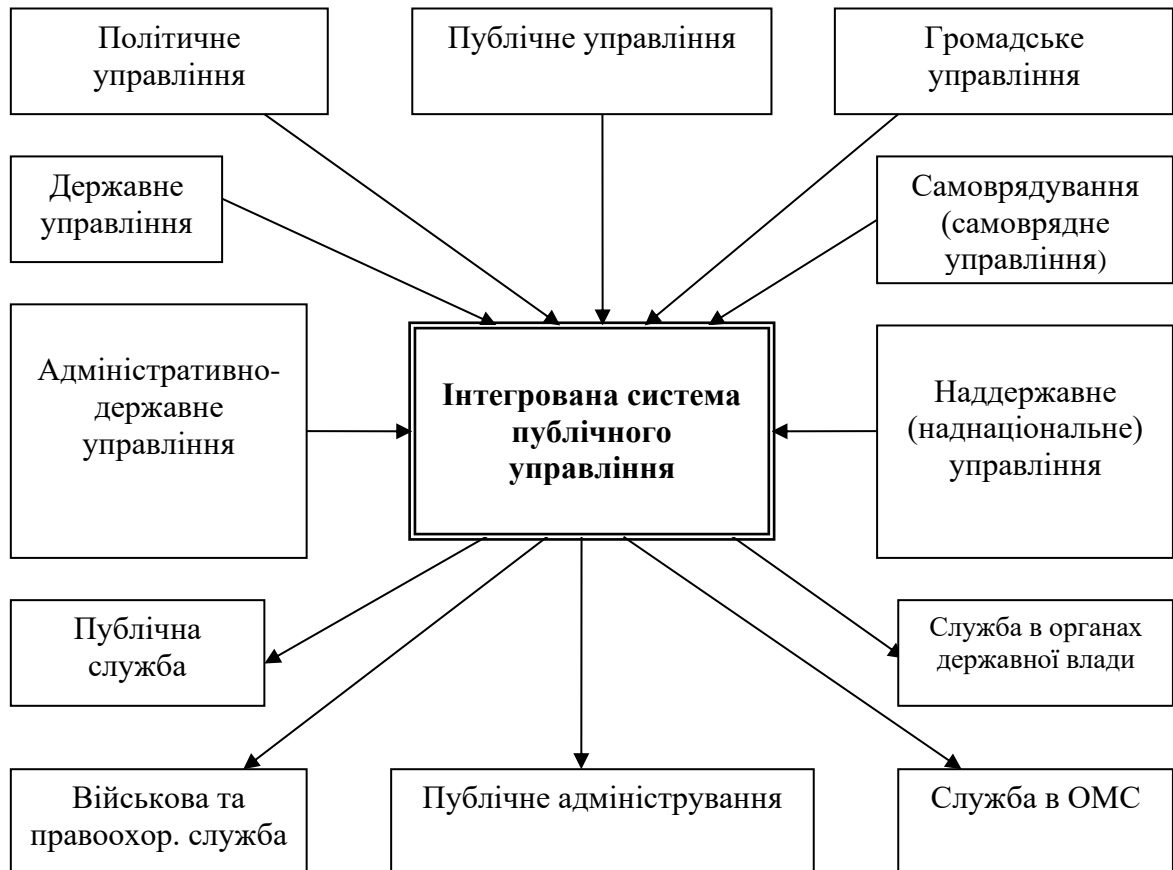 Політичне
управління
Публічне управління
Громадське
управління
Державне
управління
Самоврядування
(самоврядне
управління)
Адміністративно-
державне
управління
Інтегрована система
публічного
управління
Наддержавне
(наднаціональне)
управління
Публічна
служба
Служба в органах
державної влади
Військова та
правоохор. служба
Публічне адміністрування
Служба в ОМС